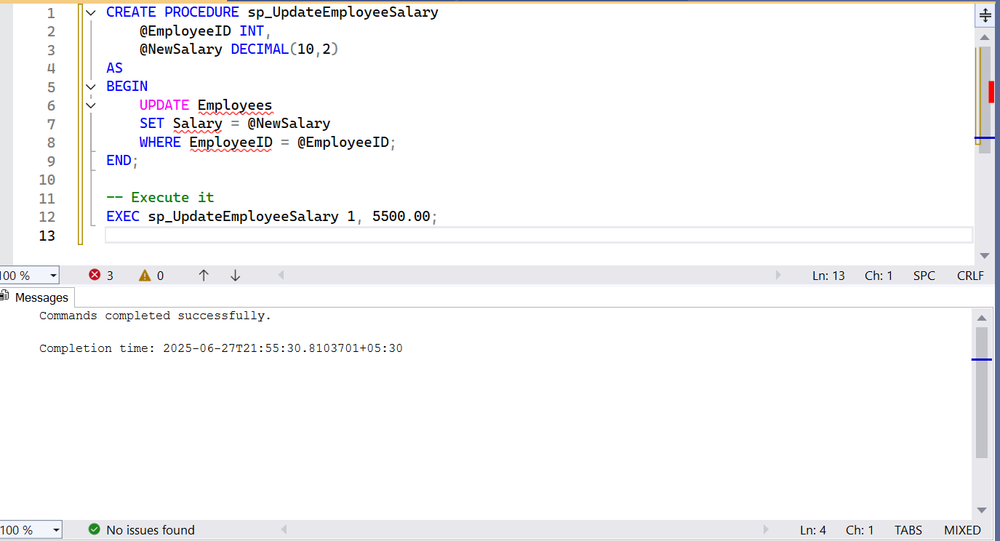 1 CREATE PROCEDURE sp_UpdateEmployeeSalary
2 @EmployeeID INT,
3 @NewSalary DECIMAL(10,2)
4 AS
5 BEGIN
6 UPDATE Employees
7 SET Salary = @NewSalary
8 WHERE EmployeeID = @EmployeeID;
9 END;
10
11 -- Execute it
12 EXEC sp_UpdateEmployeeSalary 1, 5500.00;
13
100 % 3 0 Ln: 13 Ch: 1 SPC CRLF
Messages
Commands completed successfully.
Completion time: 2025-06-27T21:55:30.8103701+05:30
100 % No issues found Ln: 4 Ch: 1 TABS MIXED